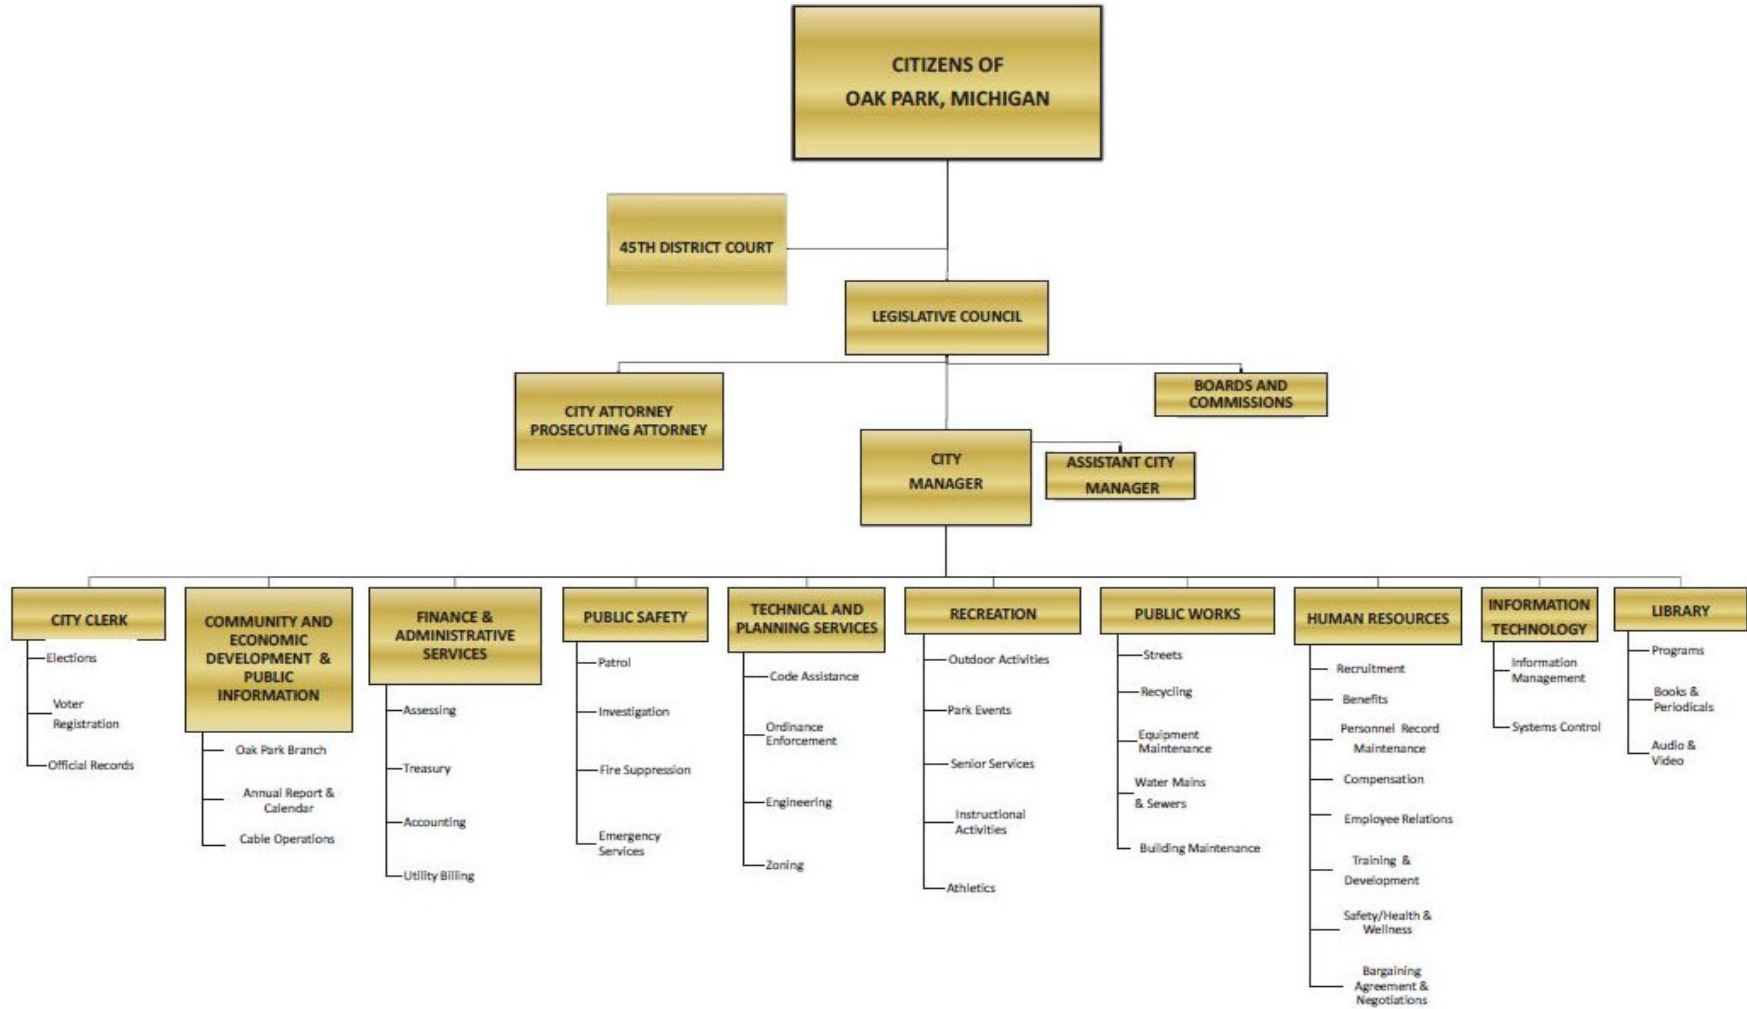 CITIZENS OF
OAK PARK, MICHIGAN
45TH DISTRICT COURT
LEGISLATIVE COUNCIL
CITY ATTORNEY
PROSECUTING ATTORNEY
BOARDS AND
COMMISSIONS
CITY
MANAGER
ASSISTANT CITY
MANAGER
CITY CLERK
Elections
Voter
Registration
Official Records
COMMUNITY AND
ECONOMIC
DEVELOPMENT &
PUBLIC
INFORMATION
Oak Park Branch
Annual Report &
Calendar
Cable Operations
FINANCE &
ADMINISTRATIVE
SERVICES
Assessing
Treasury
Accounting
Utility Billing
PUBLIC SAFETY
Patrol
Investigation
Fire Suppression
Emergency
Services
TECHNICAL AND
PLANNING SERVICES
Code Assistance
Ordinance
Enforcement
Engineering
Zoning
RECREATION
Outdoor Activities
Park Events
Senior Services
Instructional
Activities
Athletics
PUBLIC WORKS
Streets
Recycling
Equipment
Maintenance
Water Mains
& Sewers
Building Maintenance
HUMAN RESOURCES
Recruitment
Benefits
Personnel Record
Maintenance
Compensation
Employee Relations
Training &
Development
Safety/Health &
Wellness
Bargaining
Agreement &
Negotiations
INFORMATION
TECHNOLOGY
Information
Management
Systems Control
LIBRARY
Programs
Books &
Periodicals
Audio &
Video